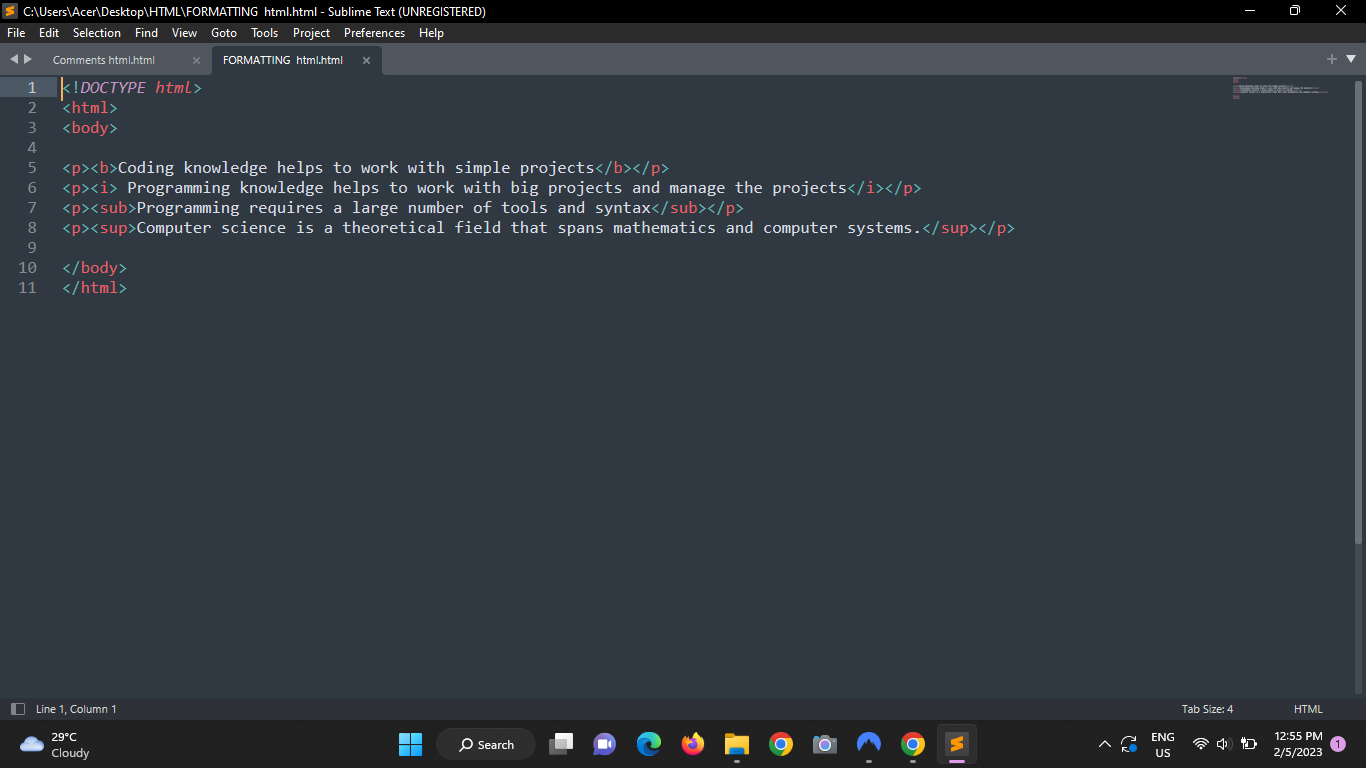 C:\Users\Acer\Desktop\HTML\FORMATTING  html.html - Sublime Text (UNREGISTERED)
File Edit Selection Find View Goto Tools Project Preferences Help
Comments html.html FORMATTING  html.html
1 <!DOCTYPE html>
2 <html>
3 <body>
4
5 <p><b>Coding knowledge helps to work with simple projects</b></p>
6 <p><i> Programming knowledge helps to work with big projects and manage the projects</i></p>
7 <p><sub>Programming requires a large number of tools and syntax</sub></p>
8 <p><sup>Computer science is a theoretical field that spans mathematics and computer systems.</sup></p>
9
10 </body>
11 </html>
Line 1, Column 1 Tab Size: 4 HTML
29°C
Cloudy
Search
ENG
US
12:55 PM
2/5/2023
1